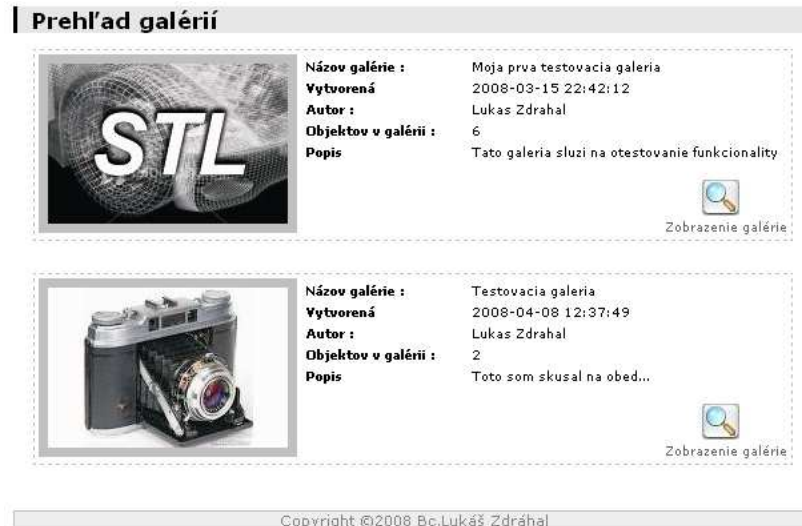 Prehľad galérií
STL
Názov galérie : Moja prva testovacia galeria
Vytvorená 2008-03-15 22:42:12
Autor : Lukas Zdrahal
Objektov v galérii : 6
Popis Tato galeria sluzi na otestovanie funkcionality
Zobrazenie galérie
Názov galérie : Testovacia galeria
Vytvorená 2008-04-08 12:37:49
Autor : Lukas Zdrahal
Objektov v galérii : 2
Popis Toto som skusal na obed...
Zobrazenie galérie
Copyright ©2008 Bc.Lukáš Zdráhal